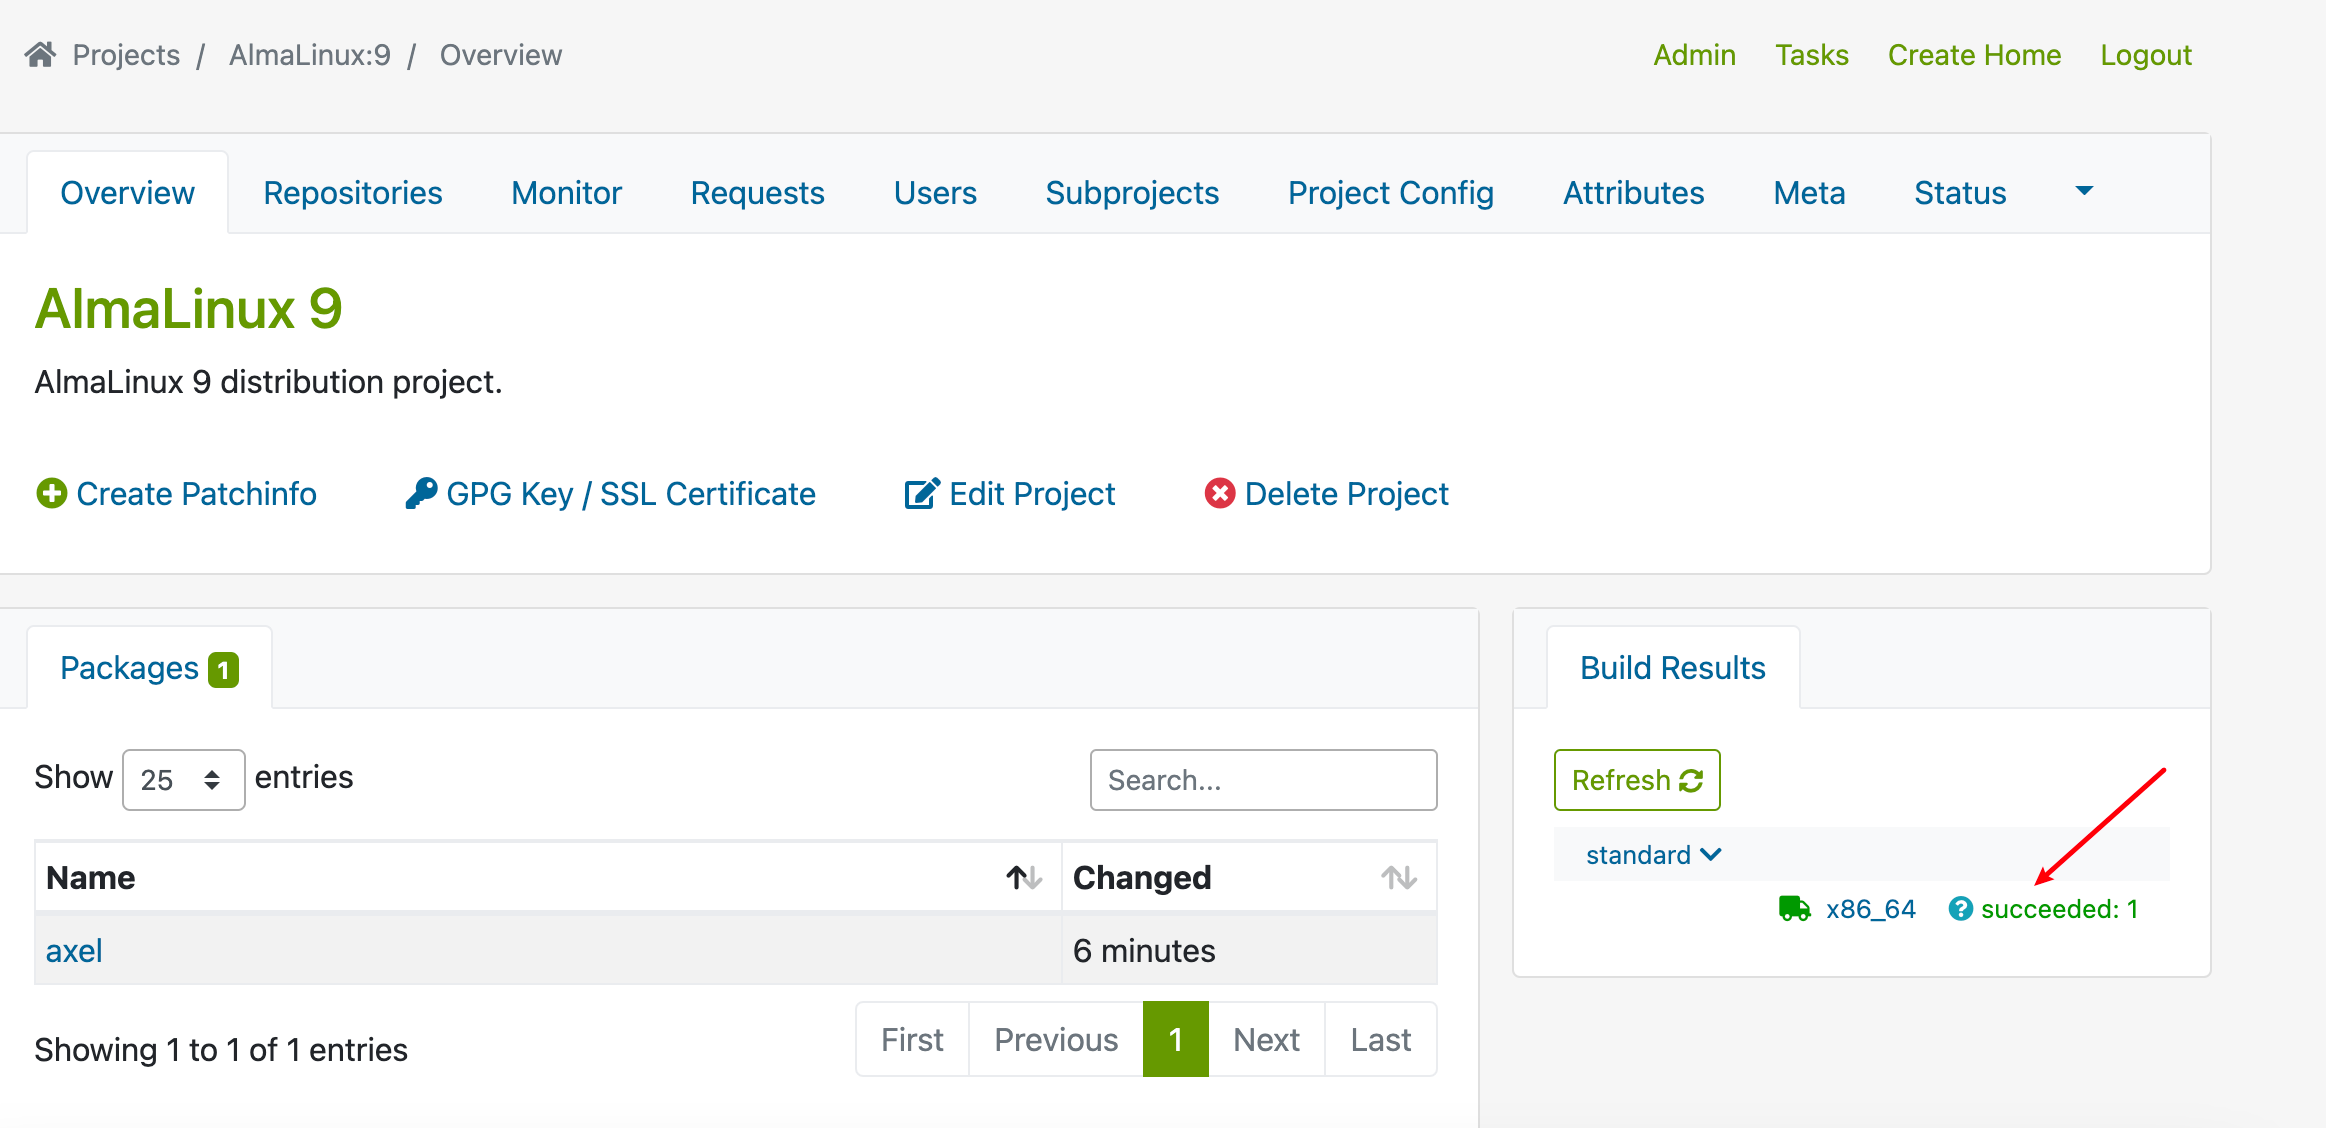 Projects / AlmaLinux:9 / Overview
Admin Tasks Create Home Logout
Overview Repositories Monitor Requests Users Subprojects Project Config Attributes Meta Status
AlmaLinux 9
AlmaLinux 9 distribution project.
Create Patchinfo GPG Key / SSL Certificate Edit Project Delete Project
Packages 1
Show 25 entries
Search...
Name Changed
axel 6 minutes
Showing 1 to 1 of 1 entries
First Previous 1 Next Last
Build Results
Refresh
standard
x86_64 succeeded: 1